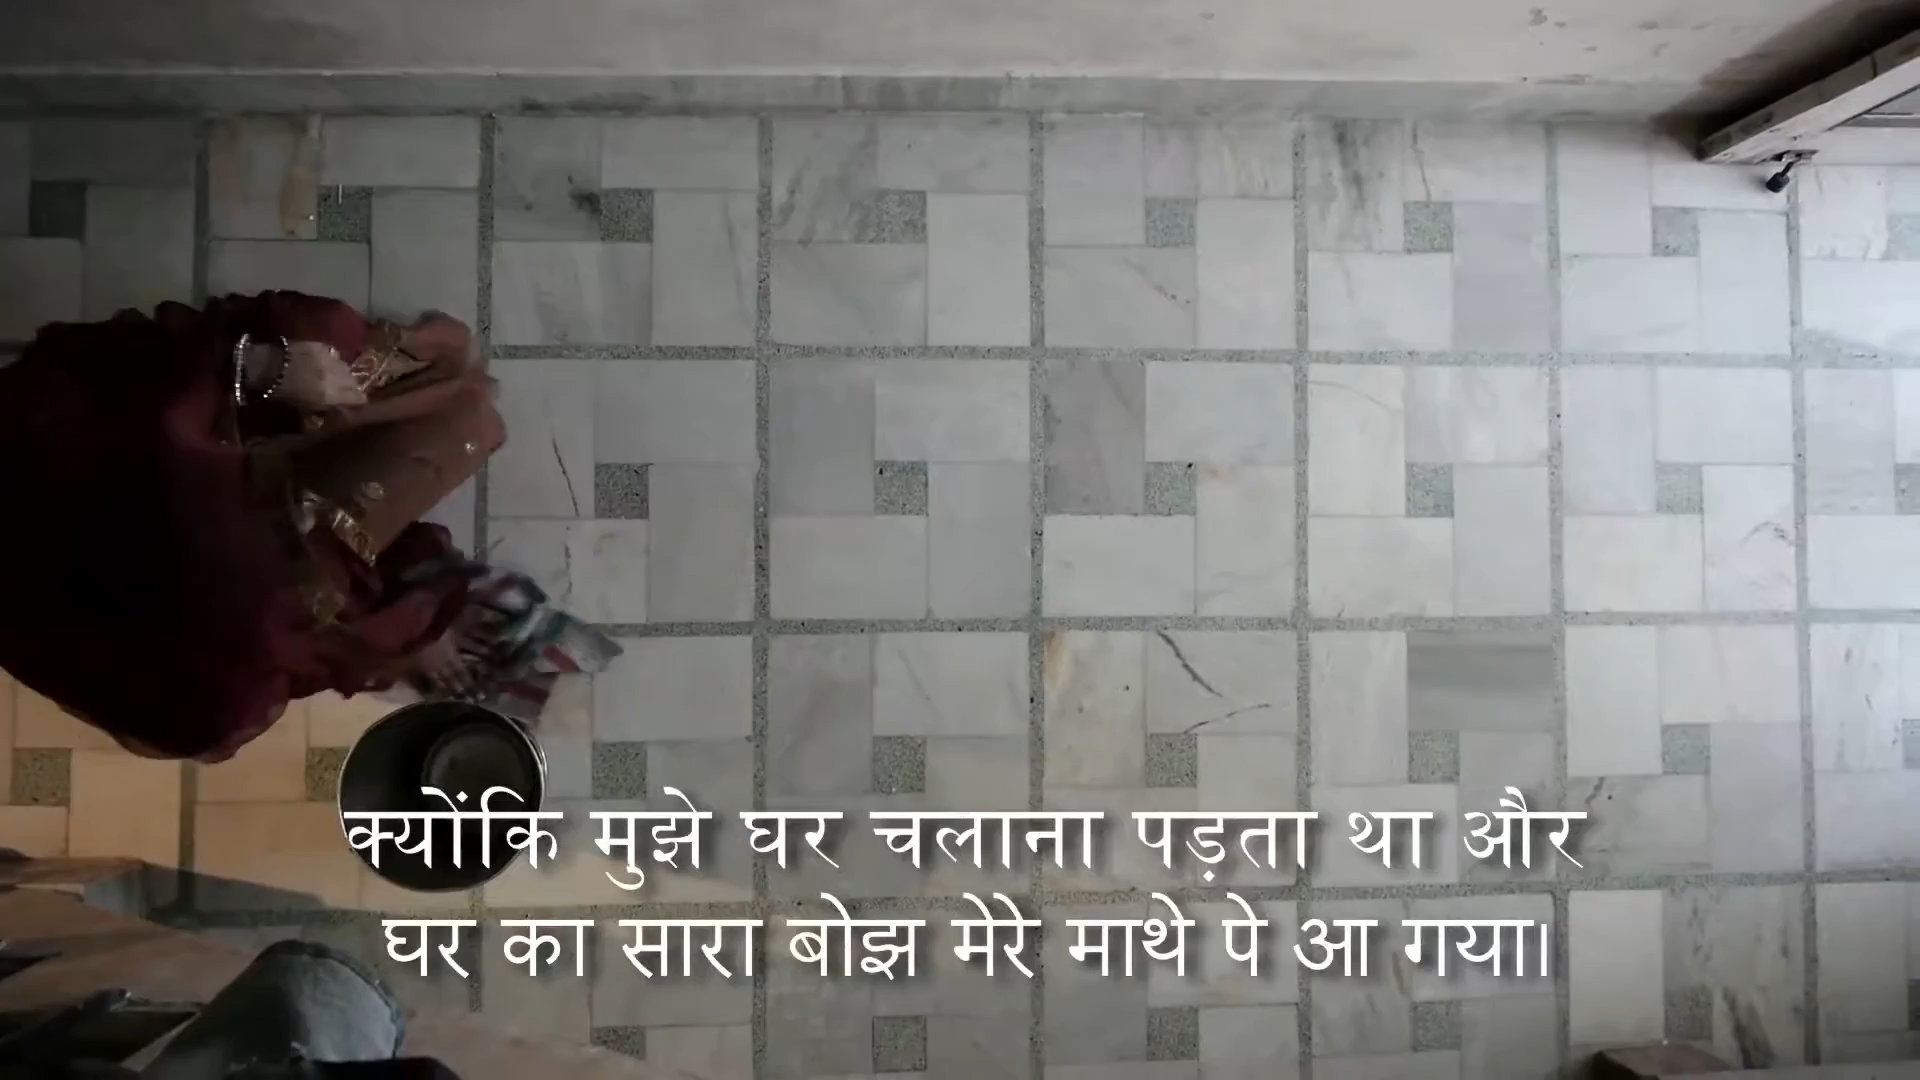 क्योंकि मुझे घर चलाना पड़ता था और
घर का सारा बोझ मेरे माथे पे आ गया।